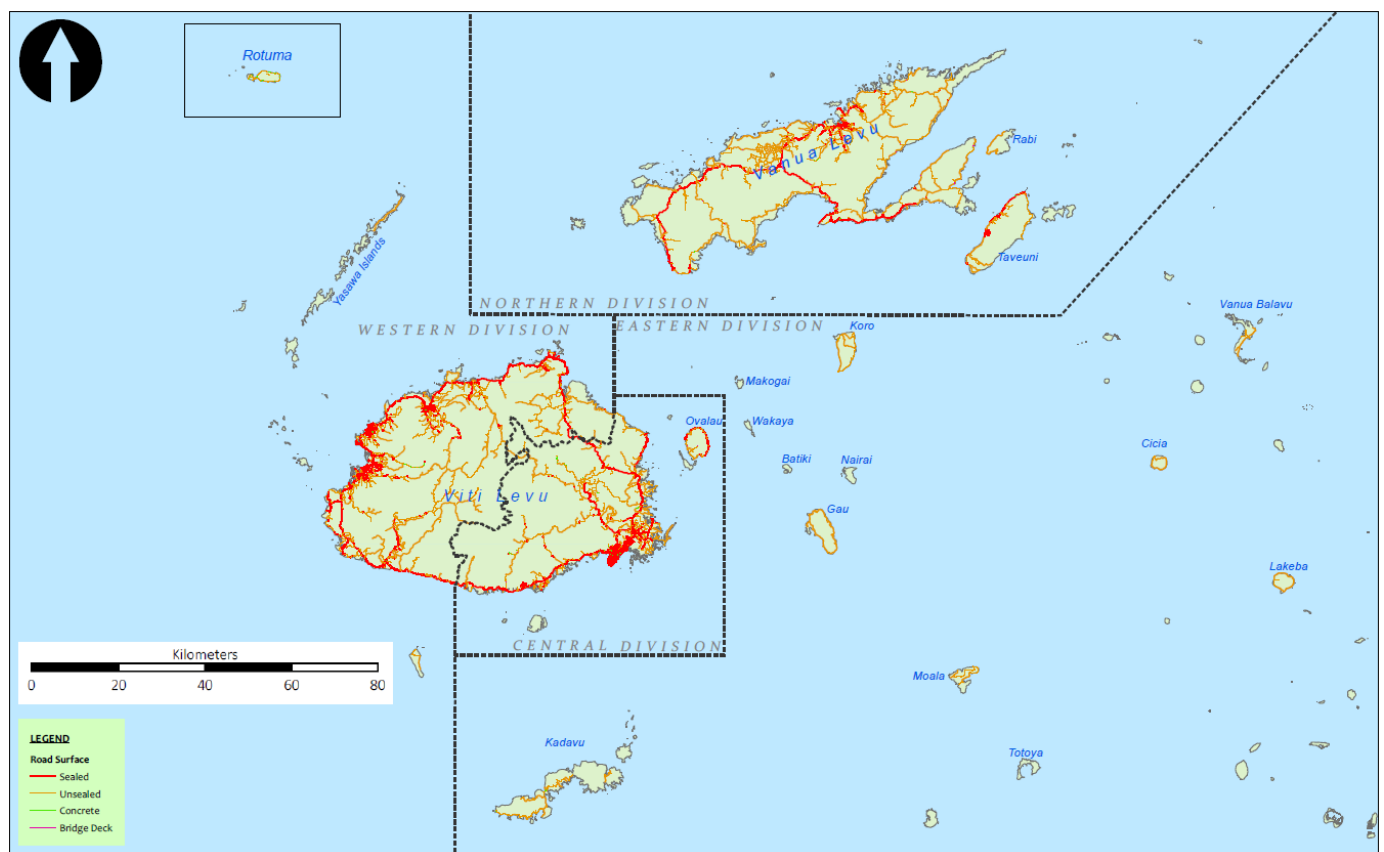 Rotuma
Vanua Levu
Rabi
Taveuni
Yasawa Islands
NORTHERN DIVISION
Vanua Balavu
WESTERN DIVISION
EASTERN DIVISION
Koro
Makogai
Ovalau
Wakaya
Cicia
Batiki
Nairai
Viti Levu
Gau
Lakeba
CENTRAL DIVISION
Kilometers
0 20 40 60 80
Moala
Kadavu
Totoya
LEGEND
Road Surface
Sealed
Unsealed
Concrete
Bridge Deck